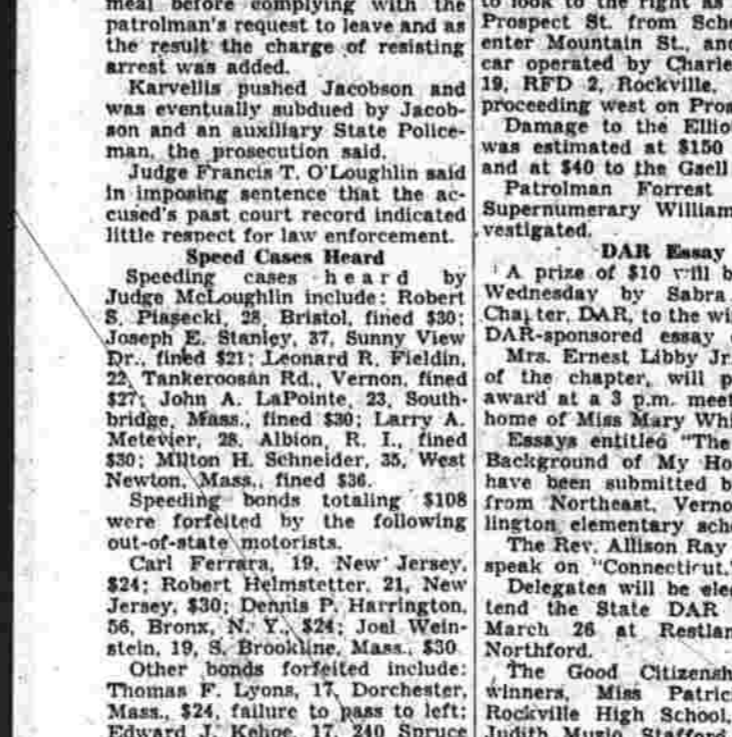 meal before complying with the
patrolman's request to leave and as
the result the charge of resisting
arrest was added.
Karvellis pushed Jacobson and
was eventually subdued by Jacob-
son and an auxiliary State Police-
man, the prosecution said.
Judge Francis T. O'Loughlin said
in imposing sentence that the ac-
cused's past court record indicated
little respect for law enforcement.
Speed Cases Heard
Speeding cases heard by
Judge McLoughlin include: Robert
S. Piasecki, 28, Bristol, fined $30;
Joseph E. Stanley, 37, Sunny View
Dr., fined $21; Leonard R. Fieldin,
22, Tankeroosan Rd., Vernon, fined
$27; John A. LaPointe, 23, South-
bridge, Mass., fined $30; Larry A.
Metevier, 28, Albion, R. I., fined
$30; Milton H. Schneider, 35, West
Newton, Mass., fined $36.
Speeding bonds totaling $108
were forfeited by the following
out-of-state motorists.
Carl Ferrara, 19, New Jersey,
$24; Robert Helmstetter, 21, New
Jersey, $30; Dennis P. Harrington,
56, Bronx, N. Y., $24; Joel Wein-
stein, 19, S. Brookline, Mass., $30
Other bonds forfeited include:
Thomas F. Lyons, 17, Dorchester,
Mass., $24, failure to pass to left;
Edward J. Kehoe, 17, 240 Spruce
to look to the right as
Prospect St. from Sch
enter Mountain St., and
car operated by Charle
19, RFD 2, Rockville,
proceeding west on Pros
Damage to the Ellio
was estimated at $150
and at $40 to the Gsell
Patrolman Forrest
Supernumerary William
vestigated.
DAR Essay
A prize of $10 will b
Wednesday by Sabra
Chapter, DAR, to the wi
DAR-sponsored essay
Mrs. Ernest Libby Jr.
of the chapter, will p
award at a 3 p.m. meet
home of Miss Mary Whi
Essays entitled "The
Background of My Ho
have been submitted b
from Northeast, Verno
lington elementary sch
The Rev. Allison Ray
speak on "Connecticut,"
Delegates will be elec
tend the State DAR
March 26 at Restlan
Northford.
The Good Citizensh
winners, Miss Patric
Rockville High School,
Judith Muzio, Stafford